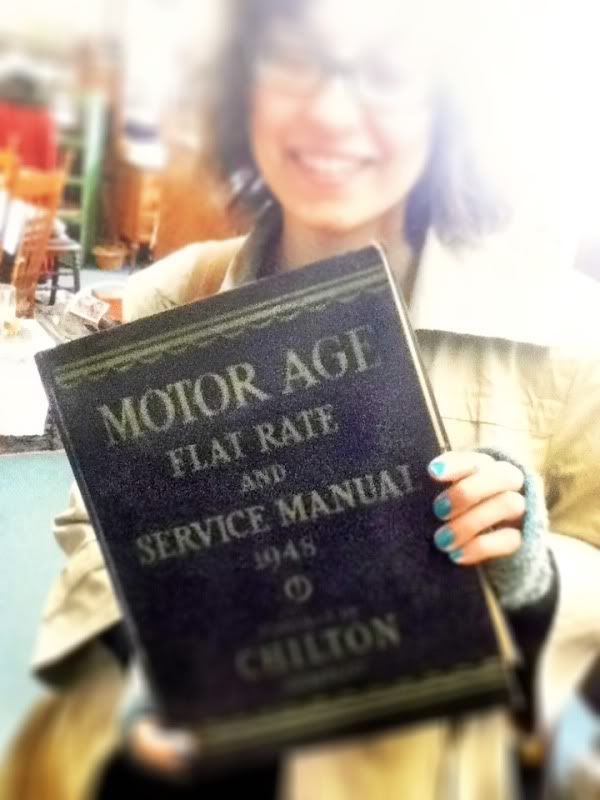 MOTOR AGE
FLAT RATE
AND
SERVICE MANUAL
1948
CHILTON